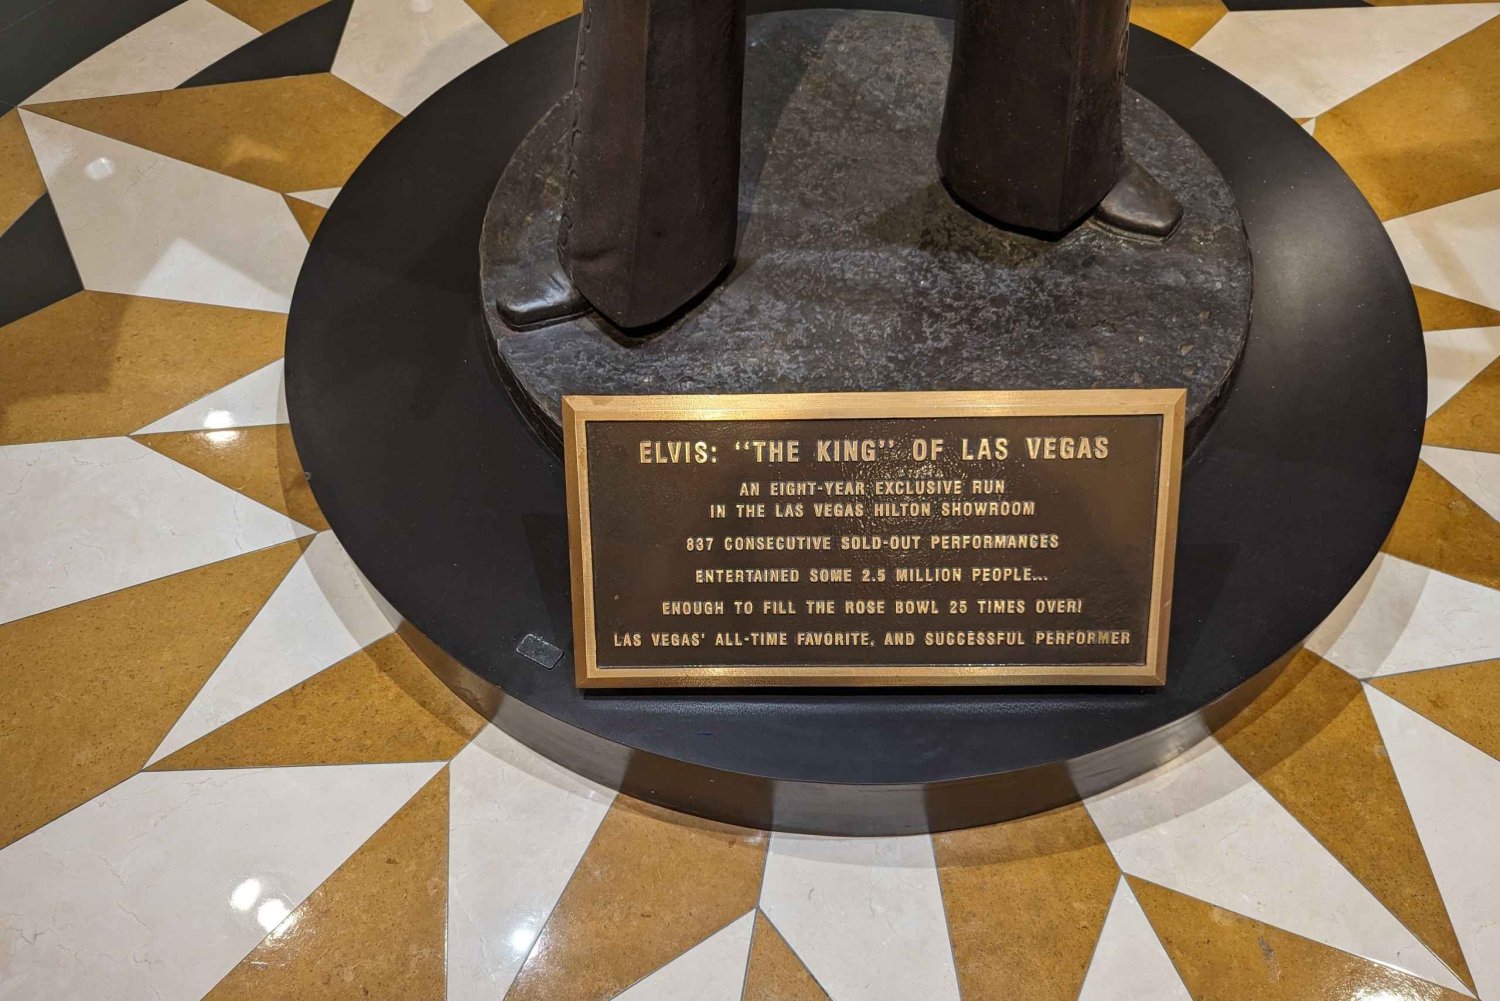 ELVIS: “THE KING” OF LAS VEGAS
AN EIGHT-YEAR EXCLUSIVE RUN
IN THE LAS VEGAS HILTON SHOWROOM
837 CONSECUTIVE SOLD-OUT PERFORMANCES
ENTERTAINED SOME 2.5 MILLION PEOPLE...
ENOUGH TO FILL THE ROSE BOWL 25 TIMES OVER!
LAS VEGAS’ ALL-TIME FAVORITE, AND SUCCESSFUL PERFORMER